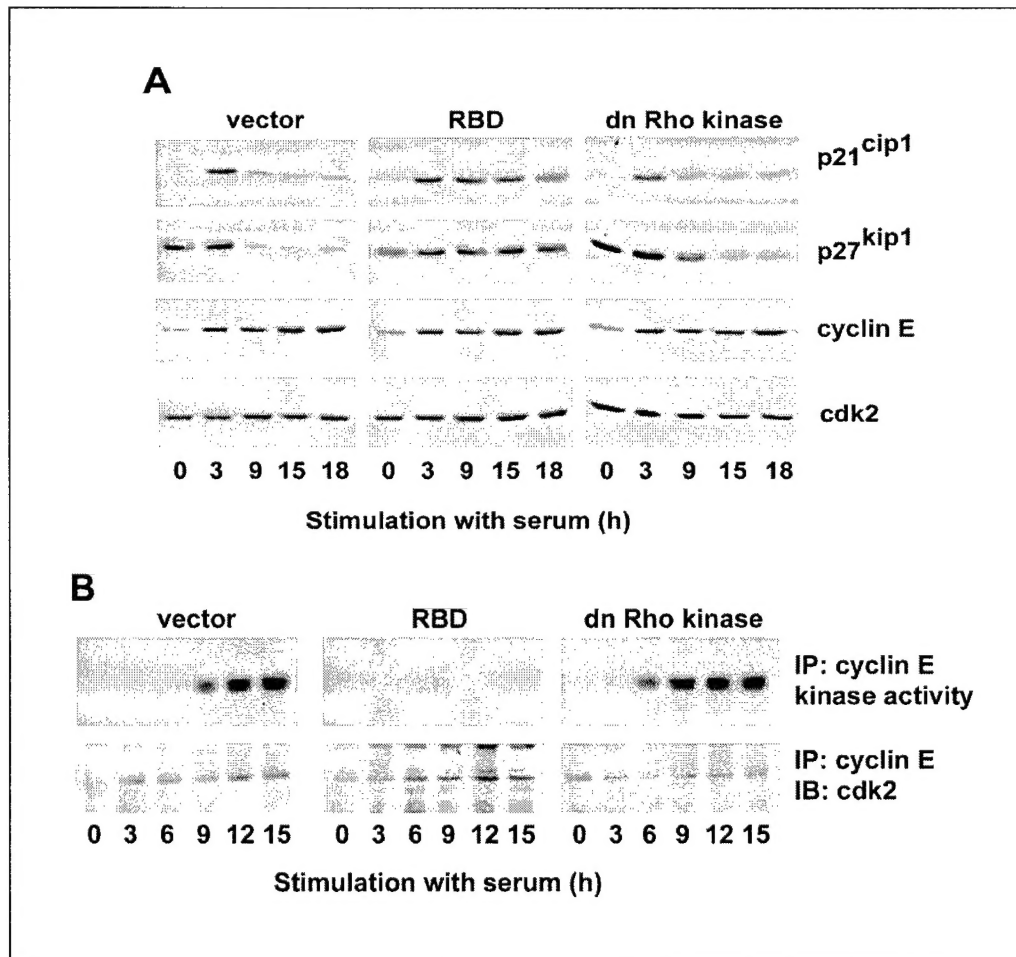 A
vector RBD dn Rho kinase
p21cip1
p27kip1
cyclin E
cdk2
0 3 9 15 18 0 3 9 15 18 0 3 9 15 18
Stimulation with serum (h)
B
vector RBD dn Rho kinase
IP: cyclin E
kinase activity
IP: cyclin E
IB: cdk2
0 3 6 9 12 15 0 3 6 9 12 15 0 3 6 9 12 15
Stimulation with serum (h)